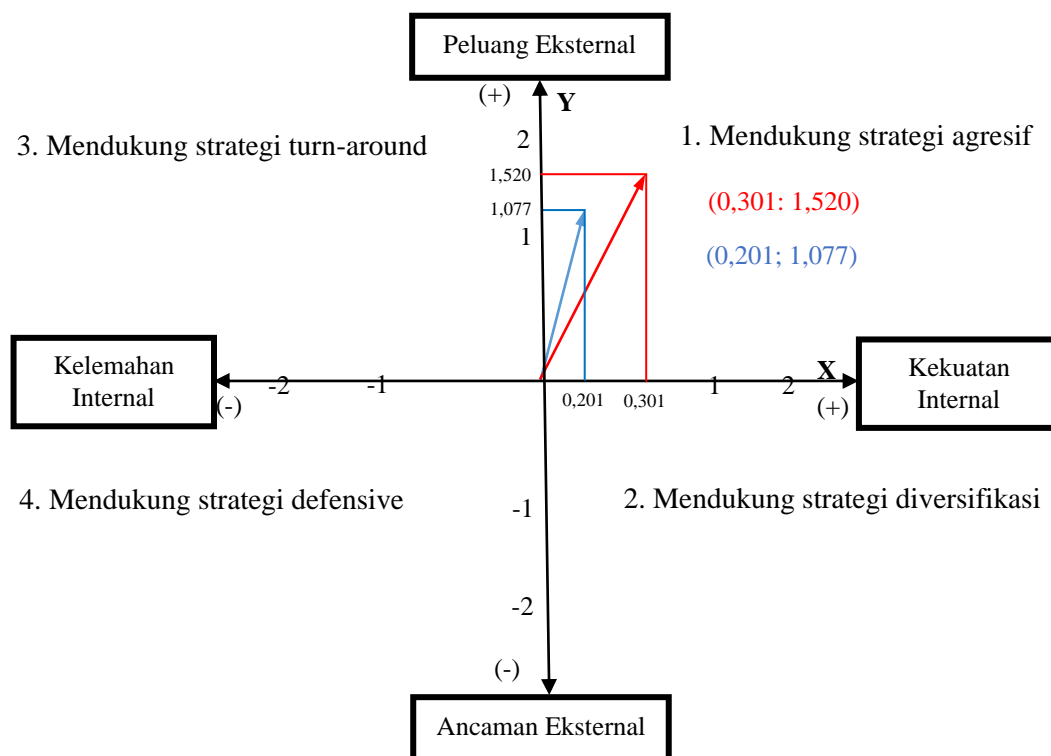 Peluang Eksternal
(+)
Y
3. Mendukung strategi turn-around
2
1. Mendukung strategi agresif
1,520
(0,301: 1,520)
1,077
1
(0,201; 1,077)
Kelemahan
Internal
(-)
-2
-1
0,201
0,301
1
2
X
(+)
Kekuatan
Internal
4. Mendukung strategi defensive
-1
2. Mendukung strategi diversifikasi
-2
(-)
Ancaman Eksternal